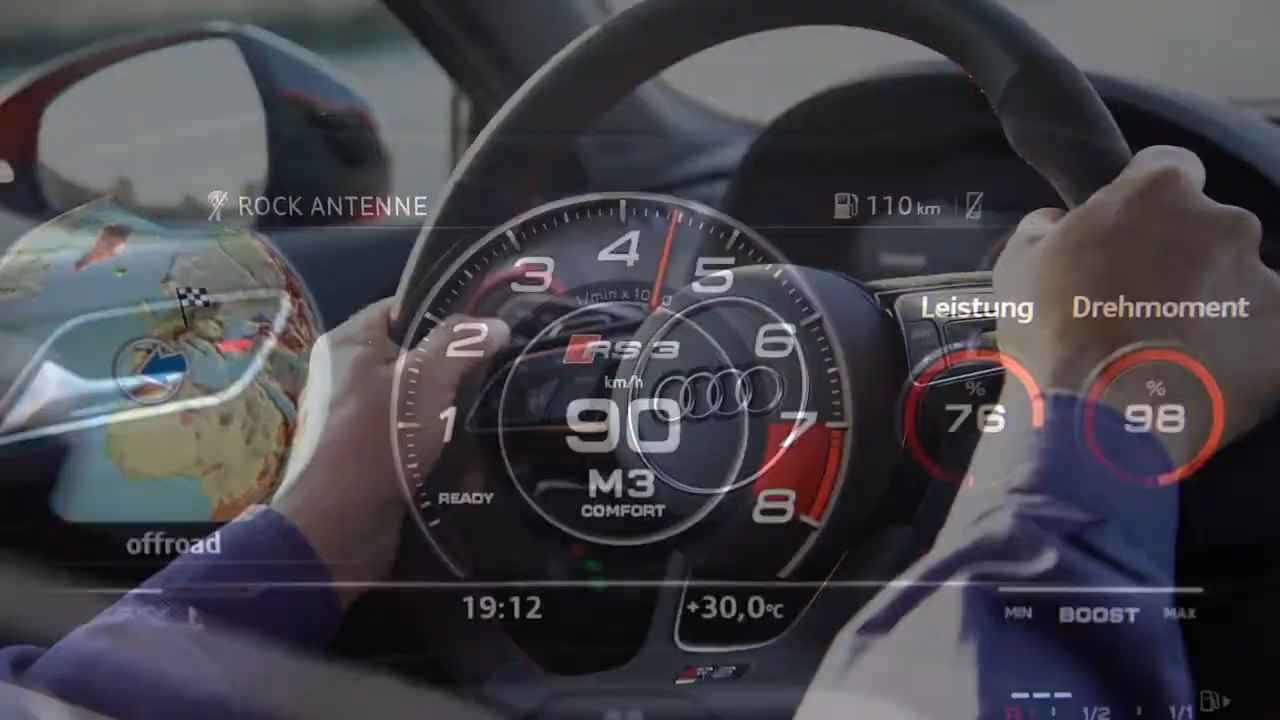 ROCK ANTENNE
110 km
4
3
5
1/min x 1000
2
6
Leistung
Drehmoment
RS 3
km/h
%
76
%
98
90
1
7
M3
COMFORT
READY
8
offroad
19:12
+30,0°C
MIN BOOST MAX
RS
1/2
1/1